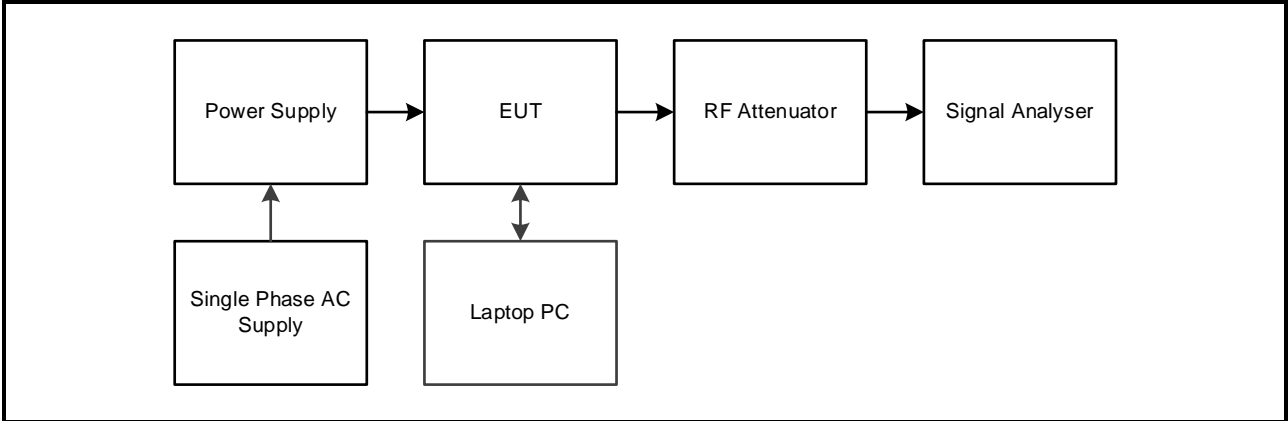 Power Supply
EUT
RF Attenuator
Signal Analyser
Single Phase AC
Supply
Laptop PC